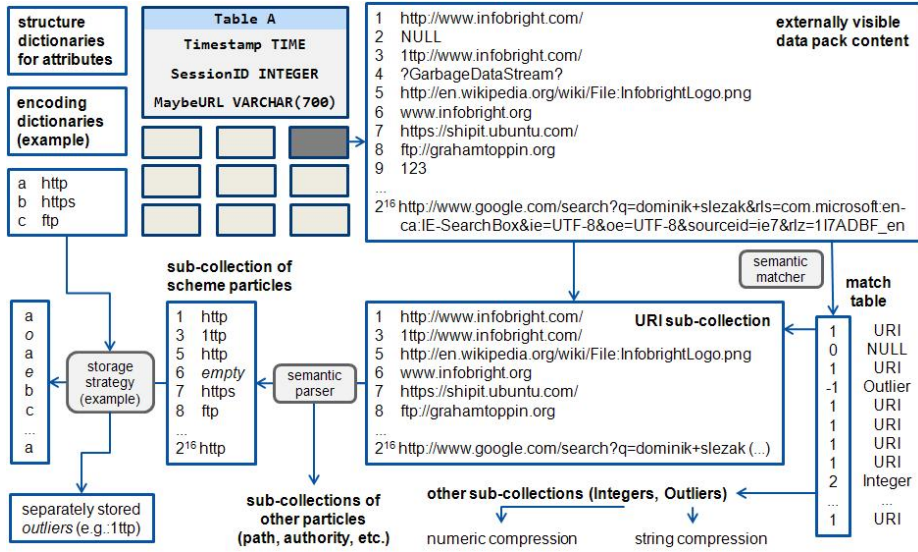 structure
dictionaries
for attributes
encoding
dictionaries
(example)
a http
b https
c ftp
Table A
Timestamp TIME
SessionID INTEGER
MaybeURL VARCHAR(700)
1 http://www.infobright.com/
2 NULL
3 1ttp://www.infobright.com/
4 ?GarbageDataStream?
5 http://en.wikipedia.org/wiki/File:InfobrightLogo.png
6 www.infobright.org
7 https://shipit.ubuntu.com/
8 ftp://grahamtoppin.org
9 123
...
2^16 http://www.google.com/search?q=dominik+slezak&rls=com.microsoft:en-
ca:IE-SearchBox&ie=UTF-8&oe=UTF-8&sourceid=ie7&rlz=1I7ADBF_en
externally visible
data pack content
semantic
matcher
match
table
1 URI
0 NULL
1 URI
-1 Outlier
1 URI
1 URI
1 URI
1 URI
2 Integer
... ...
1 URI
URI sub-collection
1 http://www.infobright.com/
3 1ttp://www.infobright.com/
5 http://en.wikipedia.org/wiki/File:InfobrightLogo.png
6 www.infobright.org
7 https://shipit.ubuntu.com/
8 ftp://grahamtoppin.org
...
2^16 http://www.google.com/search?q=dominik+slezak (...)
semantic
parser
sub-collection of
scheme particles
1 http
3 1ttp
5 http
6 empty
7 https
8 ftp
...
2^16 http
storage
strategy
(example)
a
o
a
e
b
c
...
a
separately stored
outliers (e.g.:1ttp)
sub-collections of
other particles
(path, authority, etc.)
other sub-collections (Integers, Outliers)
numeric compression
string compression